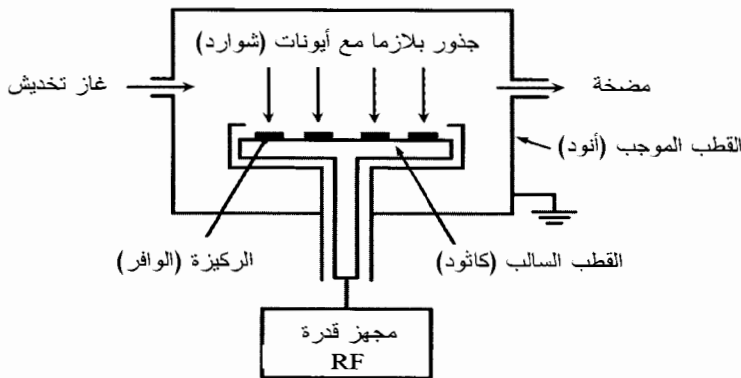 جذور بلازما مع أيونات (شوارد)
غاز تخديش
مضخة
القطب الموجب (أنود)
القطب السالب (كاثود)
الركيزة (الوافر)
مجهز قدرة
RF